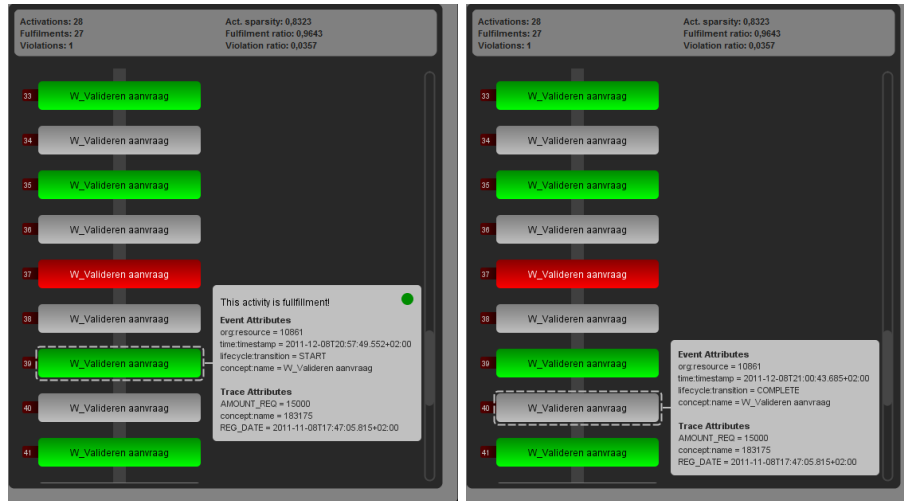 Activations: 28
Fulfilments: 27
Violations: 1
Act. sparsity: 0,8323
Fulfilment ratio: 0,9643
Violation ratio: 0,0357
33 W_Valideren aanvraag
34 W_Valideren aanvraag
35 W_Valideren aanvraag
36 W_Valideren aanvraag
37 W_Valideren aanvraag
38 W_Valideren aanvraag
39 W_Valideren aanvraag
40 W_Valideren aanvraag
41 W_Valideren aanvraag
This activity is fullfillment!
Event Attributes
org:resource = 10861
time:timestamp = 2011-12-08T20:57:49.552+02:00
lifecycle:transition = START
concept:name = W_Valideren aanvraag
Trace Attributes
AMOUNT_REQ = 15000
concept:name = 183175
REG_DATE = 2011-11-08T17:47:05.815+02:00
Activations: 28
Fulfilments: 27
Violations: 1
Act. sparsity: 0,8323
Fulfilment ratio: 0,9643
Violation ratio: 0,0357
33 W_Valideren aanvraag
34 W_Valideren aanvraag
35 W_Valideren aanvraag
36 W_Valideren aanvraag
37 W_Valideren aanvraag
38 W_Valideren aanvraag
39 W_Valideren aanvraag
40 W_Valideren aanvraag
41 W_Valideren aanvraag
Event Attributes
org:resource = 10861
time:timestamp = 2011-12-08T21:00:43.685+02:00
lifecycle:transition = COMPLETE
concept:name = W_Valideren aanvraag
Trace Attributes
AMOUNT_REQ = 15000
concept:name = 183175
REG_DATE = 2011-11-08T17:47:05.815+02:00